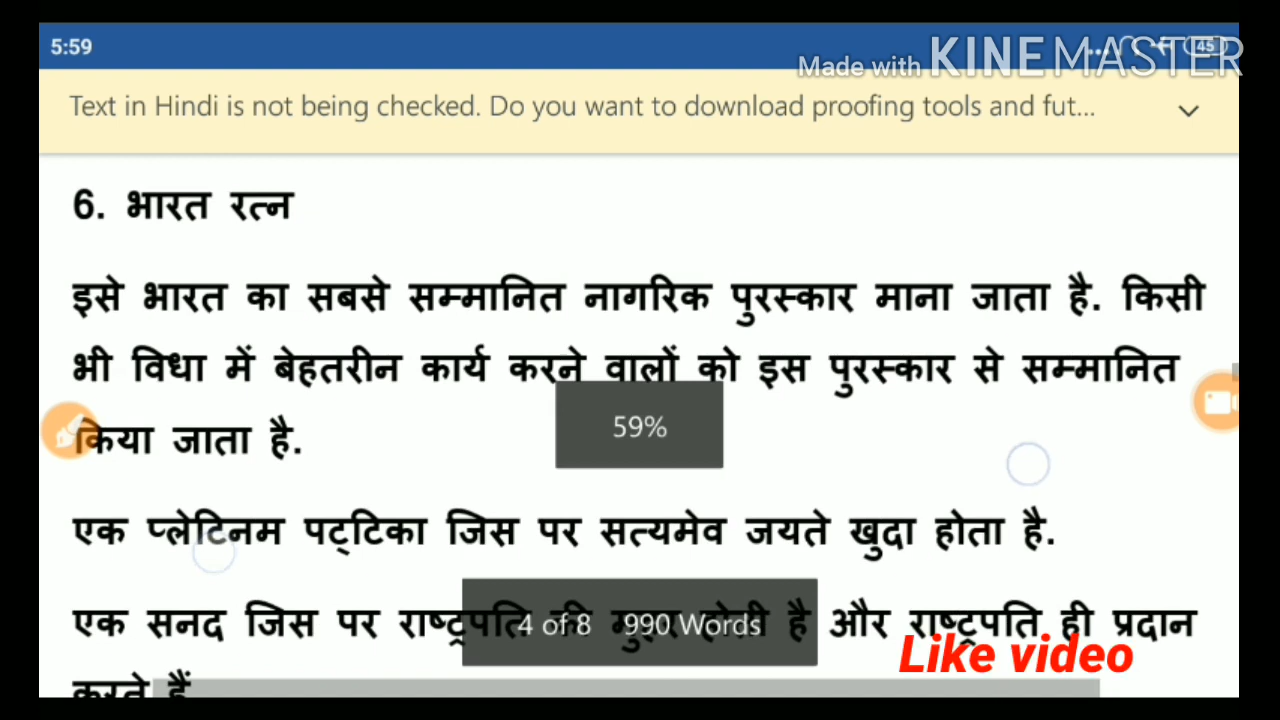 5:59
45
Made with KINEMASTER
Text in Hindi is not being checked. Do you want to download proofing tools and fut...
6. भारत रत्न
इसे भारत का सबसे सम्मानित नागरिक पुरस्कार माना जाता है. किसी
भी विधा में बेहतरीन कार्य करने वालों को इस पुरस्कार से सम्मानित
किया जाता है.
59%
एक प्लेटिनम पट्टिका जिस पर सत्यमेव जयते खुदा होता है.
एक सनद जिस पर राष्ट्रपति की मुहर होती है और राष्ट्रपति ही प्रदान
4 of 8 990 Words
Like video
करते हैं